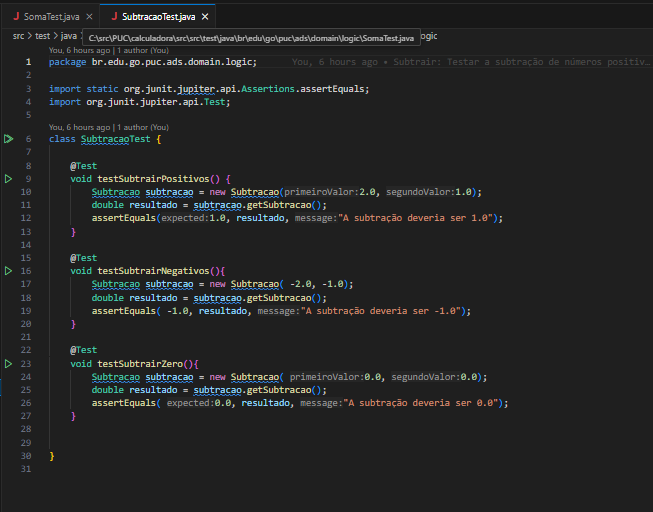 SomaTest.java SubtracaoTest.java
src > test > java > C:\src\PUC\calculadora\src\src\test\java\br\edu\go\puc\ads\domain\logic\SomaTest.java
You, 6 hours ago | 1 author (You)
1 package br.edu.go.puc.ads.domain.logic; You, 6 hours ago • Subtrair: Testar a subtração de números positiv…
2
3 import static org.junit.jupiter.api.Assertions.assertEquals;
4 import org.junit.jupiter.api.Test;
5
You, 6 hours ago | 1 author (You)
6 class SubtracaoTest {
7
8 @Test
9 void testSubtrairPositivos() {
10 Subtracao subtracao = new Subtracao(primeiroValor:2.0, segundoValor:1.0);
11 double resultado = subtracao.getSubtracao();
12 assertEquals(expected:1.0, resultado, message:"A subtração deveria ser 1.0");
13 }
14
15 @Test
16 void testSubtrairNegativos(){
17 Subtracao subtracao = new Subtracao( -2.0, -1.0);
18 double resultado = subtracao.getSubtracao();
19 assertEquals( -1.0, resultado, message:"A subtração deveria ser -1.0");
20 }
21
22 @Test
23 void testSubtrairZero(){
24 Subtracao subtracao = new Subtracao( primeiroValor:0.0, segundoValor:0.0);
25 double resultado = subtracao.getSubtracao();
26 assertEquals( expected:0.0, resultado, message:"A subtração deveria ser 0.0");
27 }
28
29
30 }
31